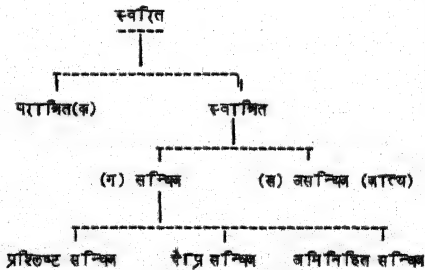 स्वरित
पराश्रित(क) स्वाश्रित
(ग) सन्धिज (ख) असन्धिज (जात्य)
प्रश्लिष्ट सन्धिज क्षैप्र सन्धिज अभिनिहित सन्धिज